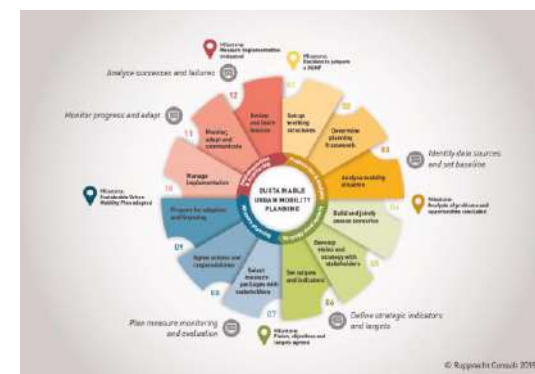 Milestone:
Measure implementation
evaluated
Milestone:
Decision to prepare
a SUMP
Analyse successes and failures
Monitor progress and adapt
12
01
Review
and learn
lessons
Set up
working
structures
02
Determine
planning
framework
11
Monitor,
adapt and
communicate
03
Analyse mobility
situation
Identify data sources
and set baseline
10
Manage
implementation
Milestone:
Sustainable Urban
Mobility Plan adopted
SUSTAINABLE
URBAN MOBILITY
PLANNING
Milestone:
Analysis of problems and
opportunities concluded
04
Build and jointly
assess scenarios
Prepare for adoption
and financing
09
Develop
vision and
strategy with
stakeholders
05
Agree actions and
responsibilities
08
Select
measure
packages with
stakeholders
07
Set targets
and indicators
06
Plan measure monitoring
and evaluation
Define strategic indicators
and targets
Milestone:
Vision, objectives and
targets agreed
© Rupprecht Consult 2019